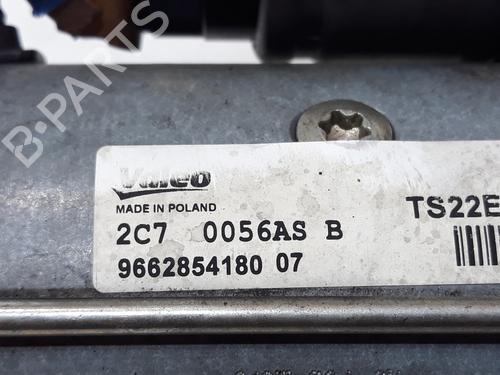 B-PARTS
Valeo
MADE IN POLAND
TS22E
2C7 0056AS B
9662854180 07